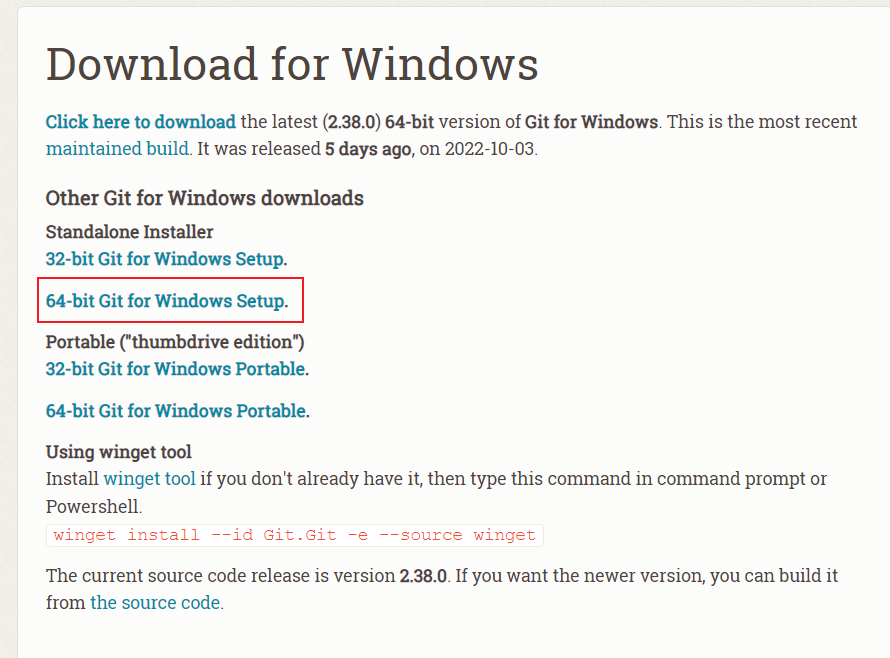 Download for Windows
Click here to download the latest (2.38.0) 64-bit version of Git for Windows. This is the most recent
maintained build. It was released 5 days ago, on 2022-10-03.
Other Git for Windows downloads
Standalone Installer
32-bit Git for Windows Setup.
64-bit Git for Windows Setup.
Portable ("thumbdrive edition")
32-bit Git for Windows Portable.
64-bit Git for Windows Portable.
Using winget tool
Install winget tool if you don't already have it, then type this command in command prompt or
Powershell.
winget install --id Git.Git -e --source winget
The current source code release is version 2.38.0. If you want the newer version, you can build it
from the source code.